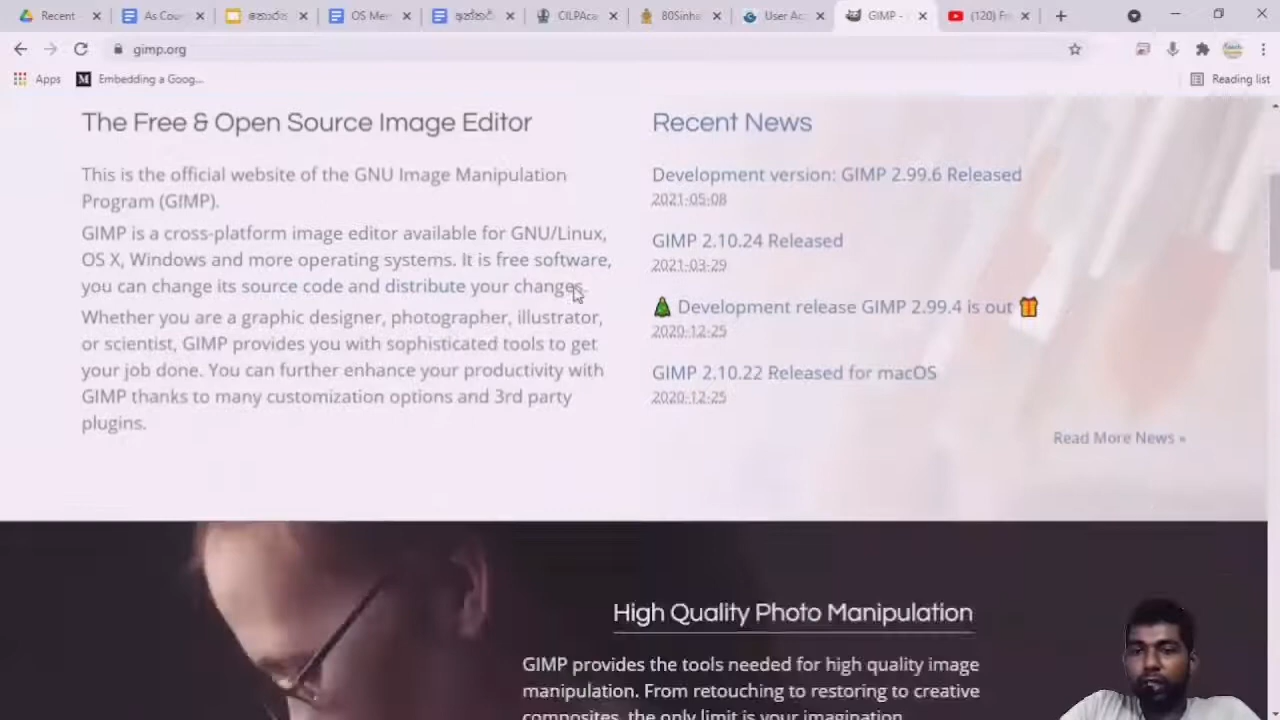 Recent
As Cou
OS Mer
CILPAca
80Sinha
User Ac
GIMP -
(120) Fr
gimp.org
Apps
M
Embedding a Goog...
Reading list
The Free & Open Source Image Editor
This is the official website of the GNU Image Manipulation
Program (GIMP).
GIMP is a cross-platform image editor available for GNU/Linux,
OS X, Windows and more operating systems. It is free software,
you can change its source code and distribute your changes.
Whether you are a graphic designer, photographer, illustrator,
or scientist, GIMP provides you with sophisticated tools to get
your job done. You can further enhance your productivity with
GIMP thanks to many customization options and 3rd party
plugins.
Recent News
Development version: GIMP 2.99.6 Released
2021-05-08
GIMP 2.10.24 Released
2021-03-29
Development release GIMP 2.99.4 is out
2020-12-25
GIMP 2.10.22 Released for macOS
2020-12-25
Read More News »
High Quality Photo Manipulation
GIMP provides the tools needed for high quality image
manipulation. From retouching to restoring to creative
composites, the only limit is your imagination.